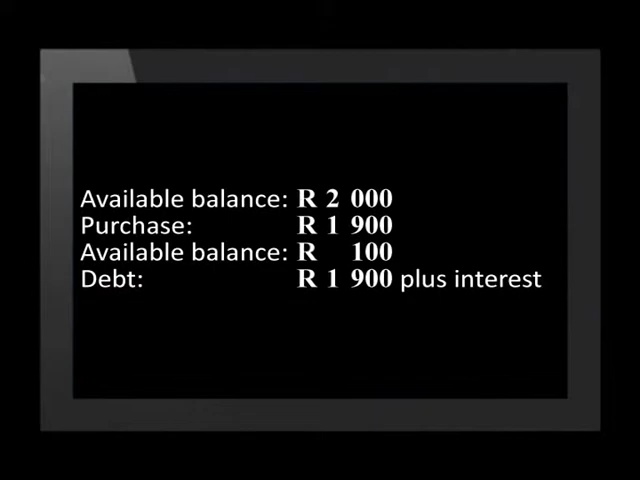 Available balance: R 2 000
Purchase: R 1 900
Available balance: R 100
Debt: R 1 900 plus interest